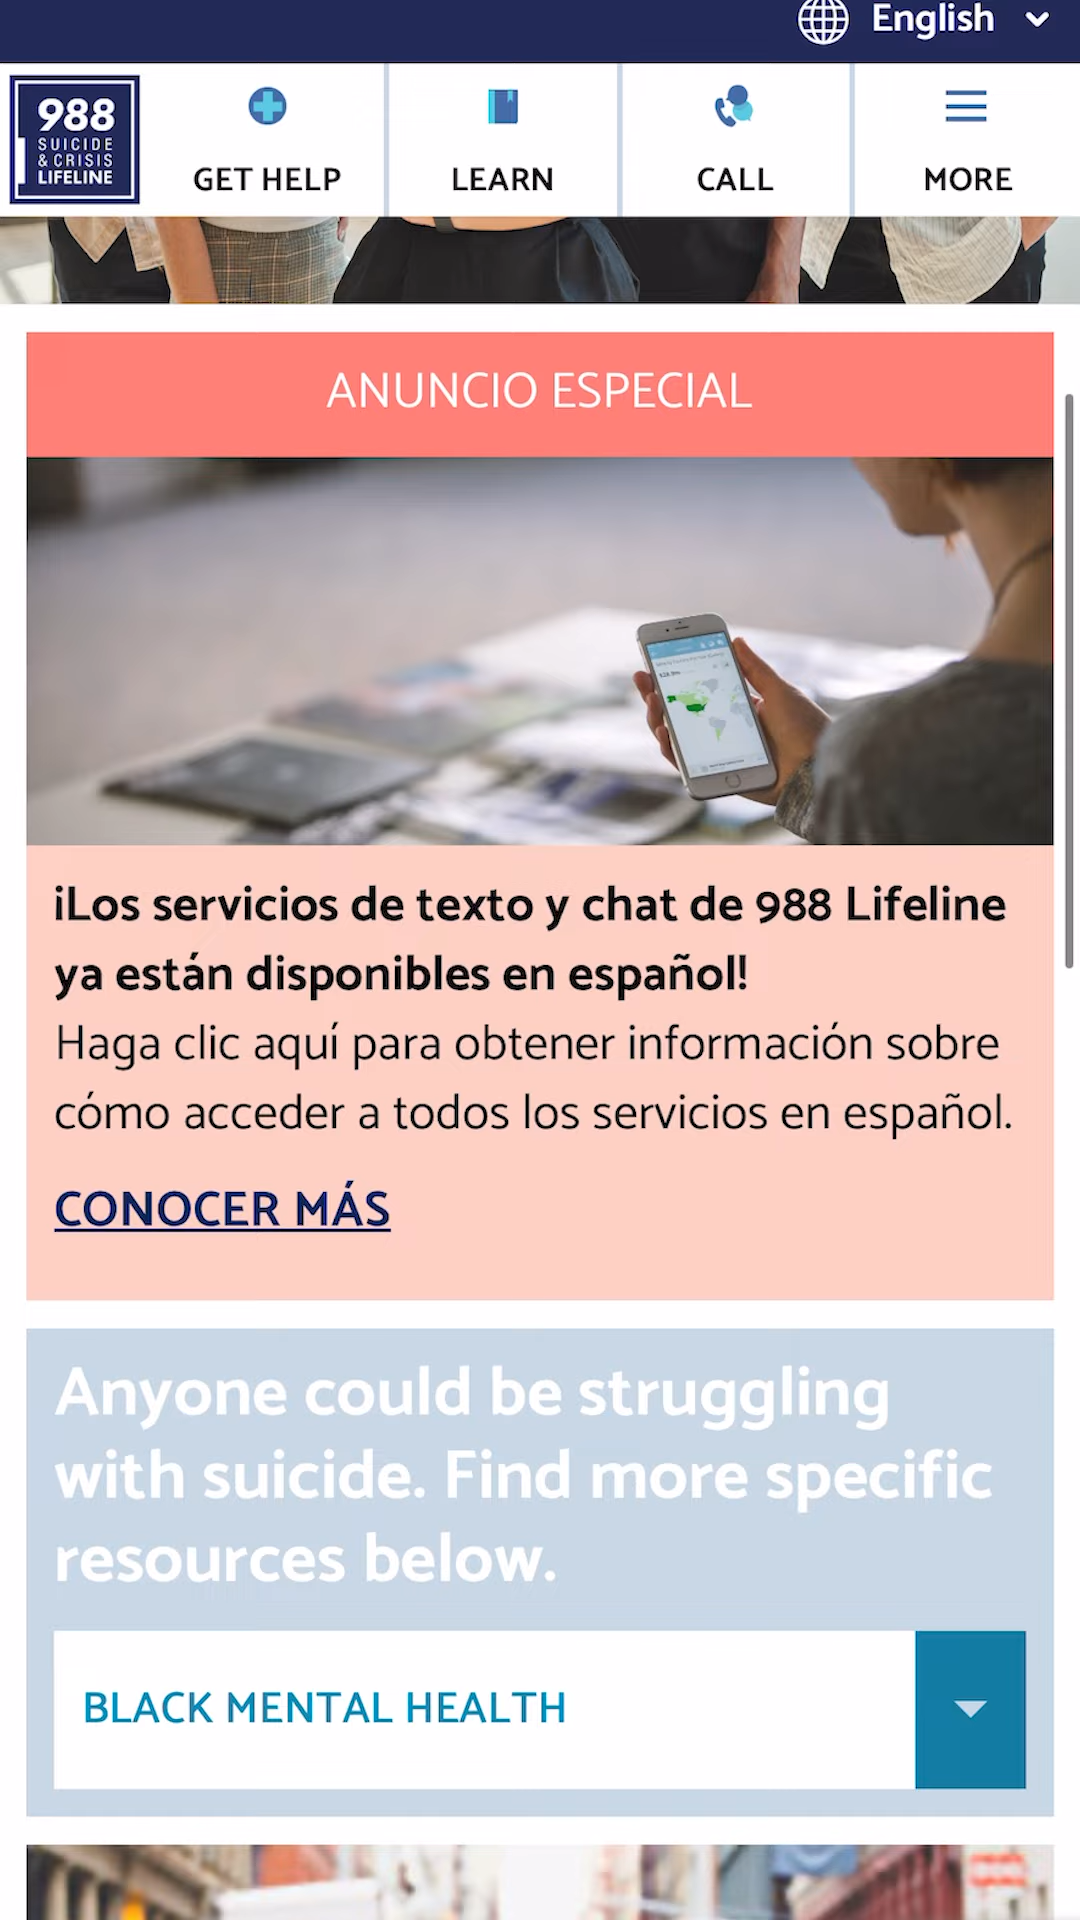 English
988
SUICIDE
& CRISIS
LIFELINE
GET HELP
LEARN
CALL
MORE
ANUNCIO ESPECIAL
¡Los servicios de texto y chat de 988 Lifeline
ya están disponibles en español!
Haga clic aquí para obtener información sobre
cómo acceder a todos los servicios en español.
CONOCER MÁS
Anyone could be struggling
with suicide. Find more specific
resources below.
BLACK MENTAL HEALTH